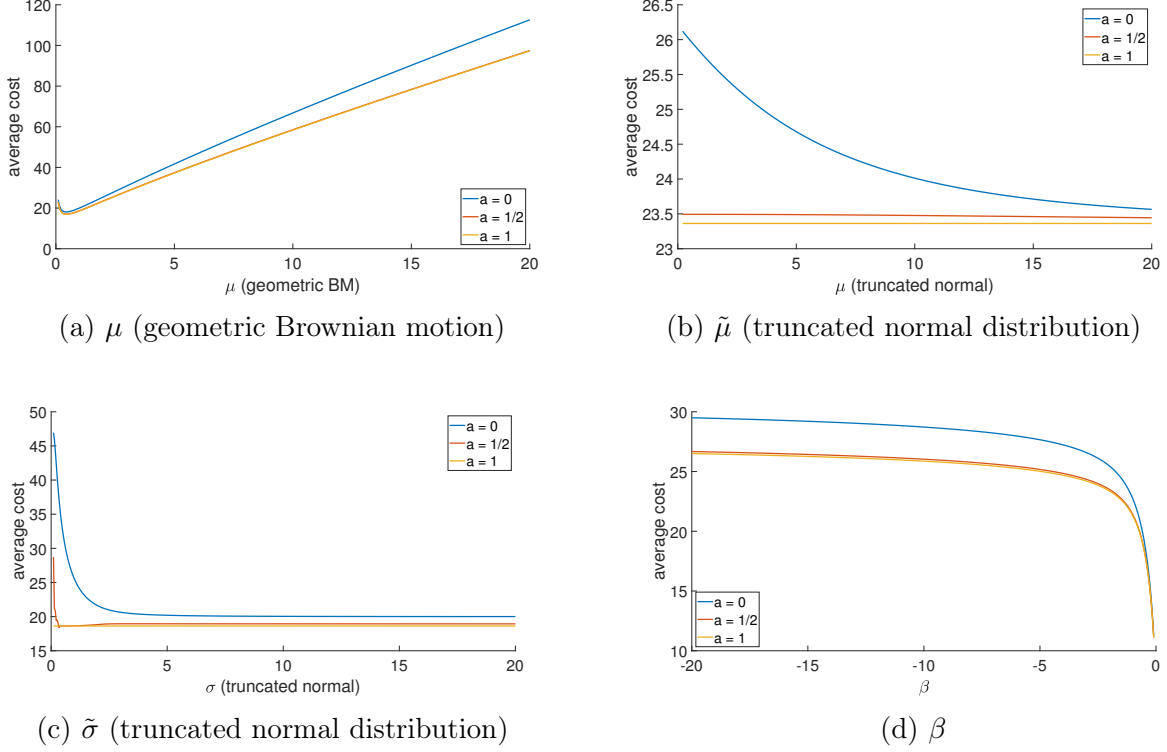 120
100
80
60
40
20
0
average cost
0 5 10 15 20
μ (geometric BM)
a = 0
a = 1/2
a = 1
(a) μ (geometric Brownian motion)
26.5
26
25.5
25
24.5
24
23.5
23
average cost
5 10 15 20
μ (truncated normal)
a = 0
a = 1/2
a = 1
(b) μ̃ (truncated normal distribution)
50
45
40
35
30
25
20
15
average cost
0 5 10 15 20
σ (truncated normal)
a = 0
a = 1/2
a = 1
(c) σ̃ (truncated normal distribution)
30
25
20
15
10
average cost
-20 -15 -10 -5 0
β
a = 0
a = 1/2
a = 1
(d) β